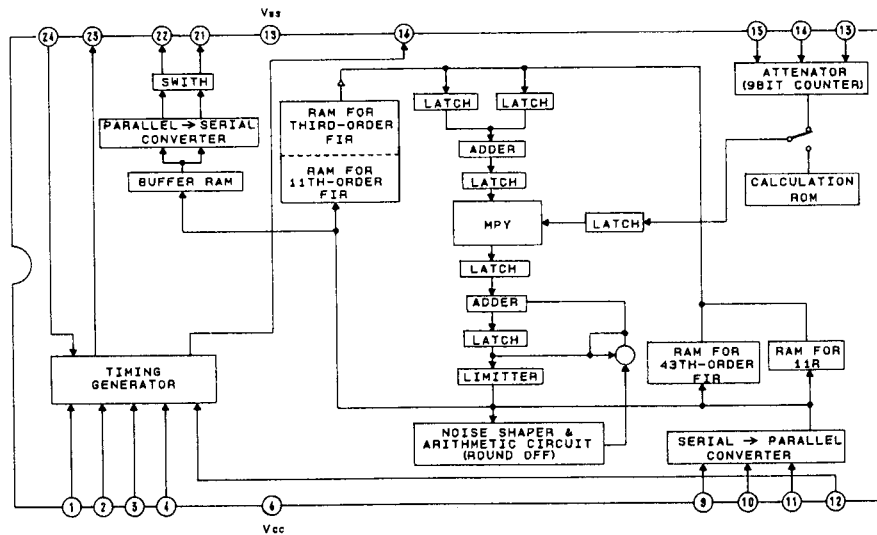 Vss
24 23 22 21 13 16 15 14 13
SWITH
PARALLEL → SERIAL
CONVERTER
BUFFER RAM
RAM FOR
THIRD-ORDER
FIR
RAM FOR
11TH-ORDER
FIR
LATCH LATCH
ADDER
LATCH
MPY
LATCH
LATCH
ADDER
LATCH
LIMITTER
NOISE SHAPER &
ARITHMETIC CIRCUIT
(ROUND OFF)
ATTENATOR
(9BIT COUNTER)
CALCULATION
ROM
TIMING
GENERATOR
RAM FOR
43TH-ORDER
FIR
RAM FOR
11R
SERIAL → PARALLEL
CONVERTER
1 2 3 4 6 9 10 11 12
Vcc